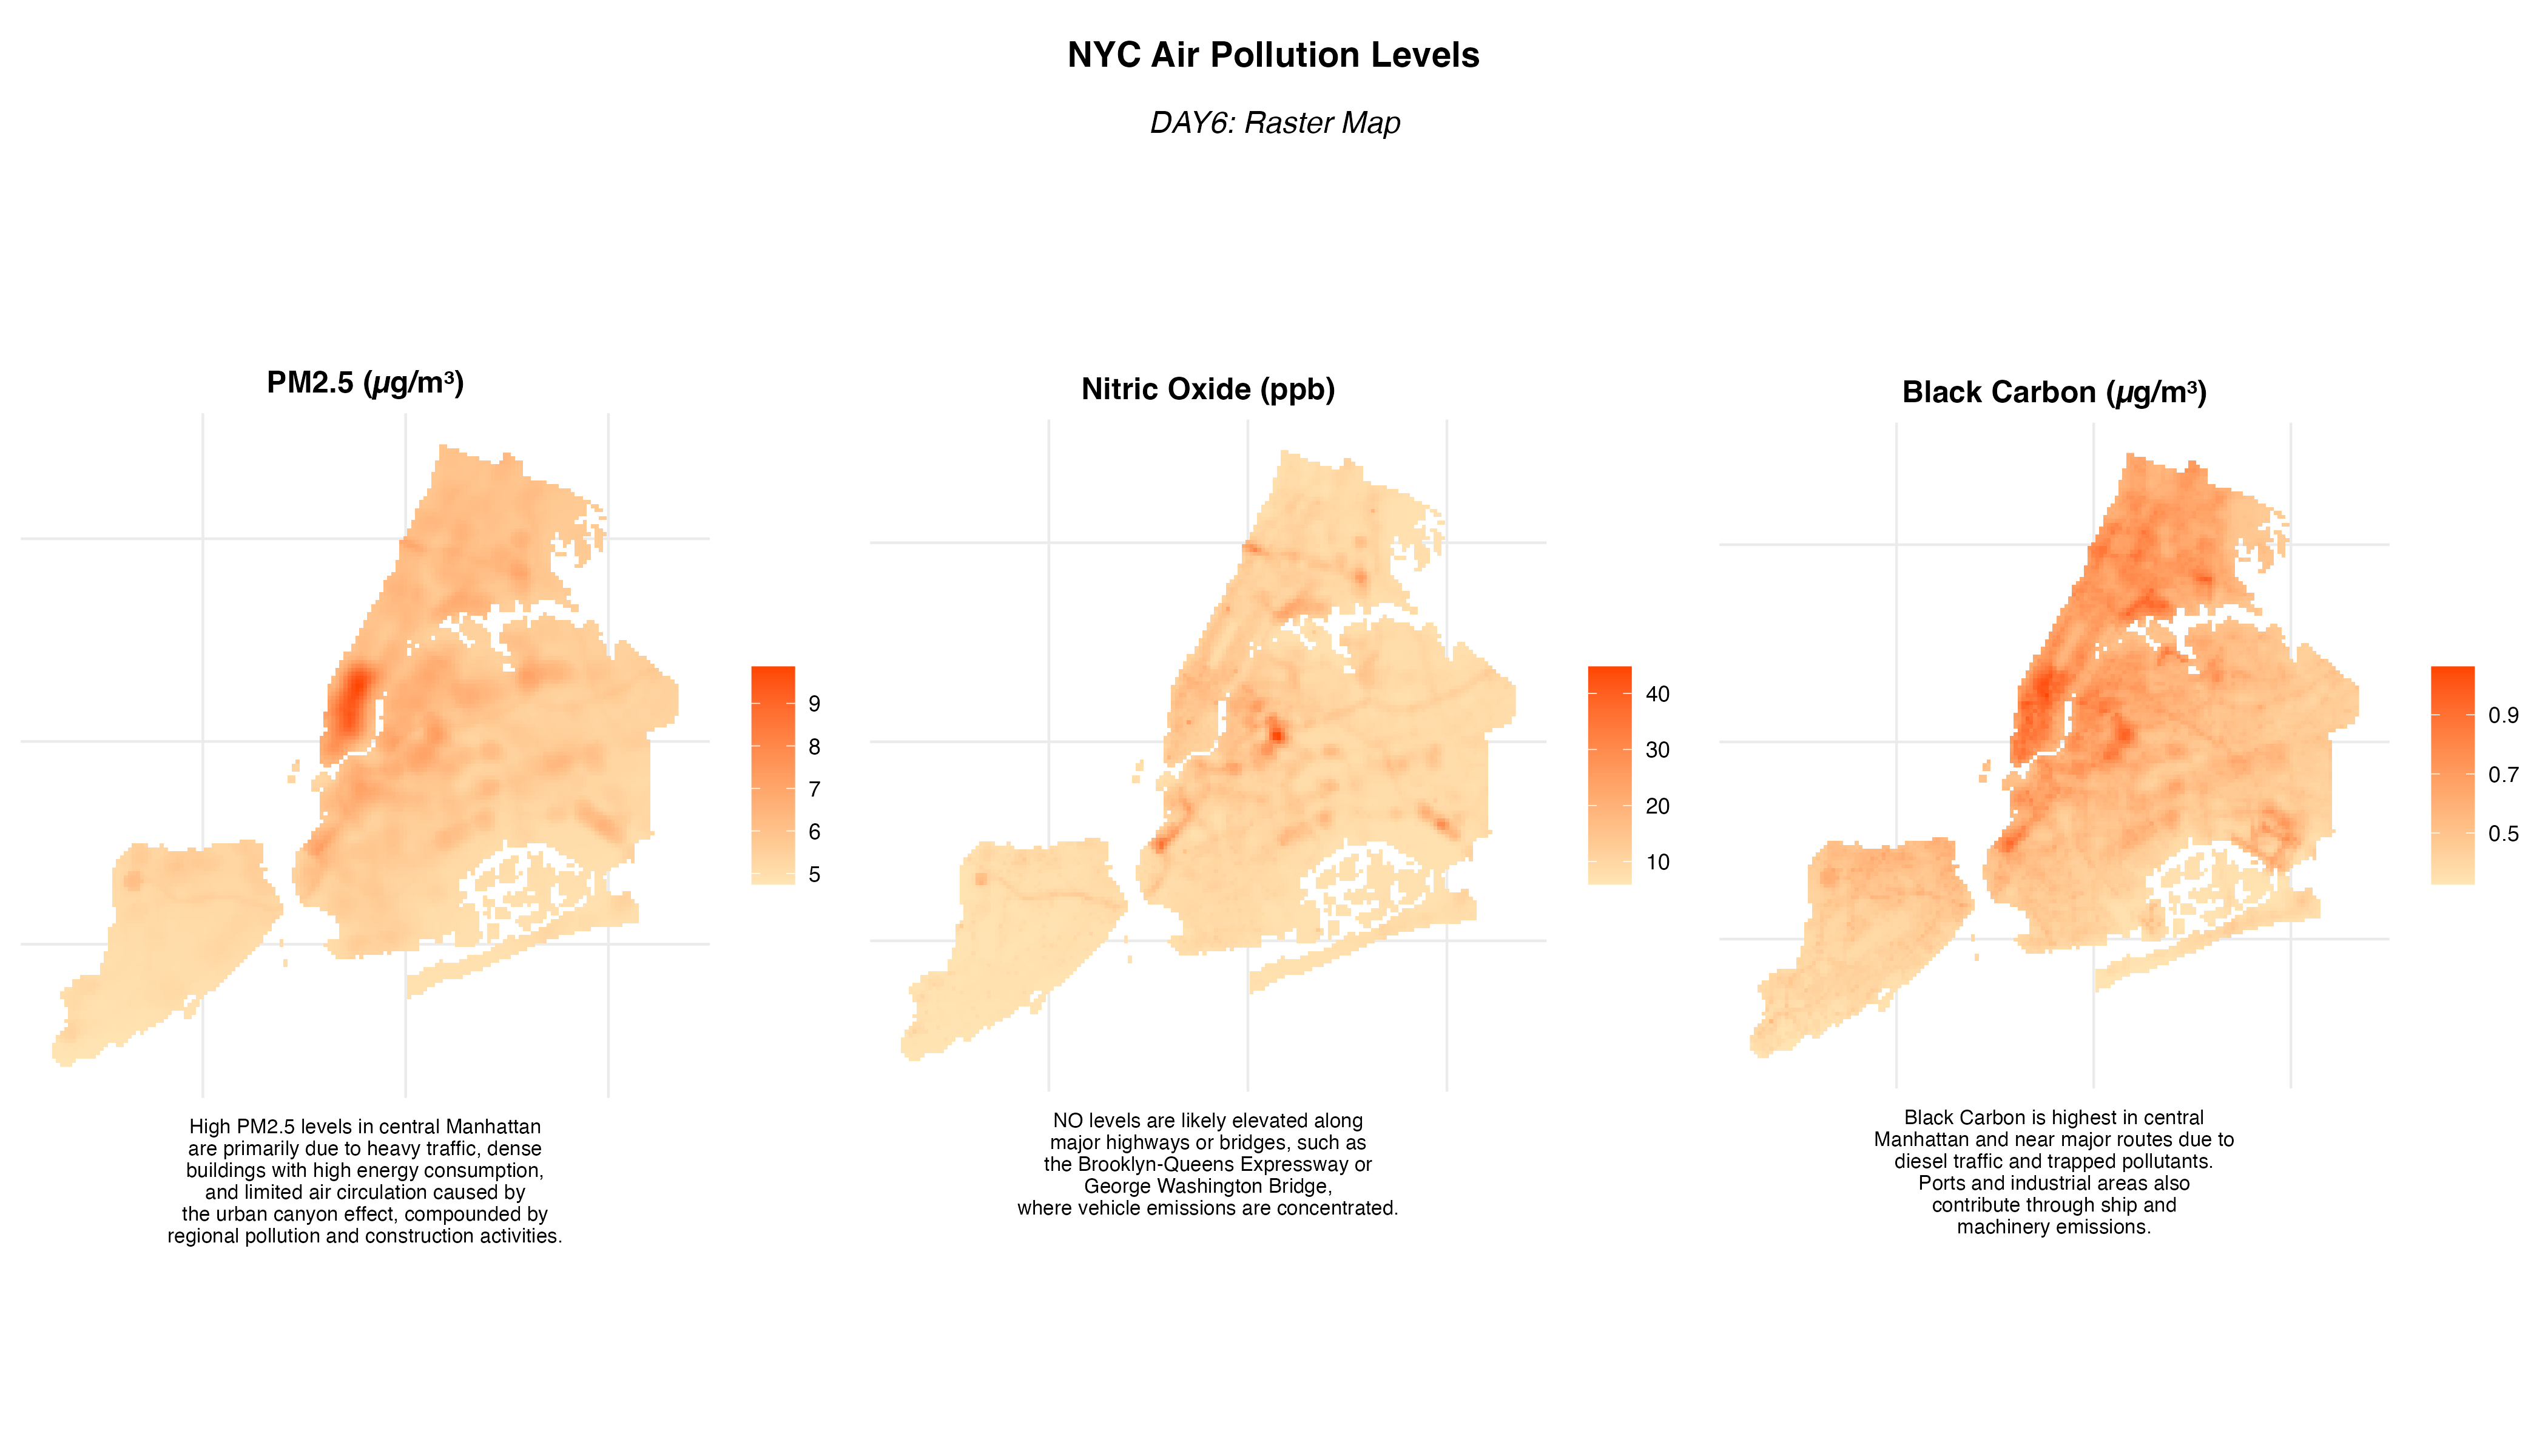 NYC Air Pollution Levels
DAY6: Raster Map
PM2.5 (µg/m³)
9
8
7
6
5
High PM2.5 levels in central Manhattan
are primarily due to heavy traffic, dense
buildings with high energy consumption,
and limited air circulation caused by
the urban canyon effect, compounded by
regional pollution and construction activities.
Nitric Oxide (ppb)
40
30
20
10
NO levels are likely elevated along
major highways or bridges, such as
the Brooklyn-Queens Expressway or
George Washington Bridge,
where vehicle emissions are concentrated.
Black Carbon (µg/m³)
0.9
0.7
0.5
Black Carbon is highest in central
Manhattan and near major routes due to
diesel traffic and trapped pollutants.
Ports and industrial areas also
contribute through ship and
machinery emissions.